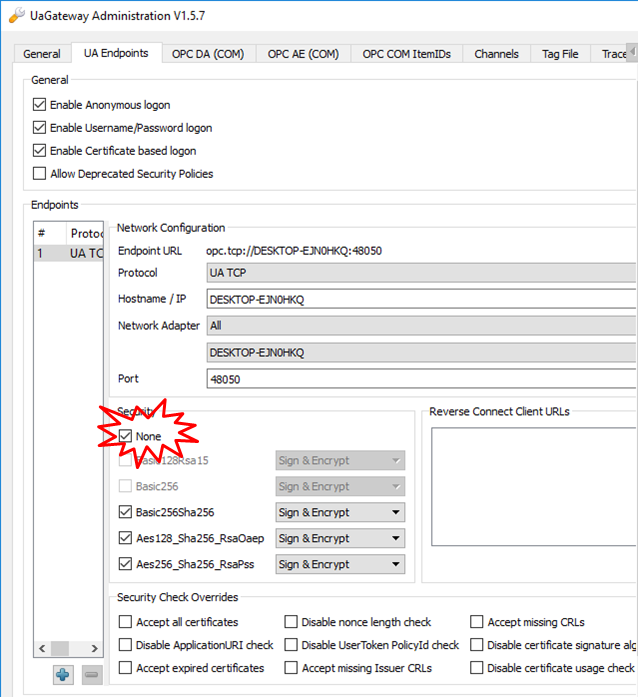 UaGateway Administration V1.5.7
General UA Endpoints OPC DA (COM) OPC AE (COM) OPC COM ItemIDs Channels Tag File Trace
General
Enable Anonymous logon
Enable Username/Password logon
Enable Certificate based logon
Allow Deprecated Security Policies
Endpoints
# Protoc
1 UA TC
Network Configuration
Endpoint URL opc.tcp://DESKTOP-EJN0HKQ:48050
Protocol UA TCP
Hostname / IP DESKTOP-EJN0HKQ
Network Adapter All
DESKTOP-EJN0HKQ
Port 48050
Security
None
Basic128Rsa15 Sign & Encrypt
Basic256 Sign & Encrypt
Basic256Sha256 Sign & Encrypt
Aes128_Sha256_RsaOaep Sign & Encrypt
Aes256_Sha256_RsaPss Sign & Encrypt
Reverse Connect Client URLs
Security Check Overrides
Accept all certificates Disable nonce length check Accept missing CRLs
Disable ApplicationURI check Disable UserToken PolicyId check Disable certificate signature alg
Accept expired certificates Accept missing Issuer CRLs Disable certificate usage check